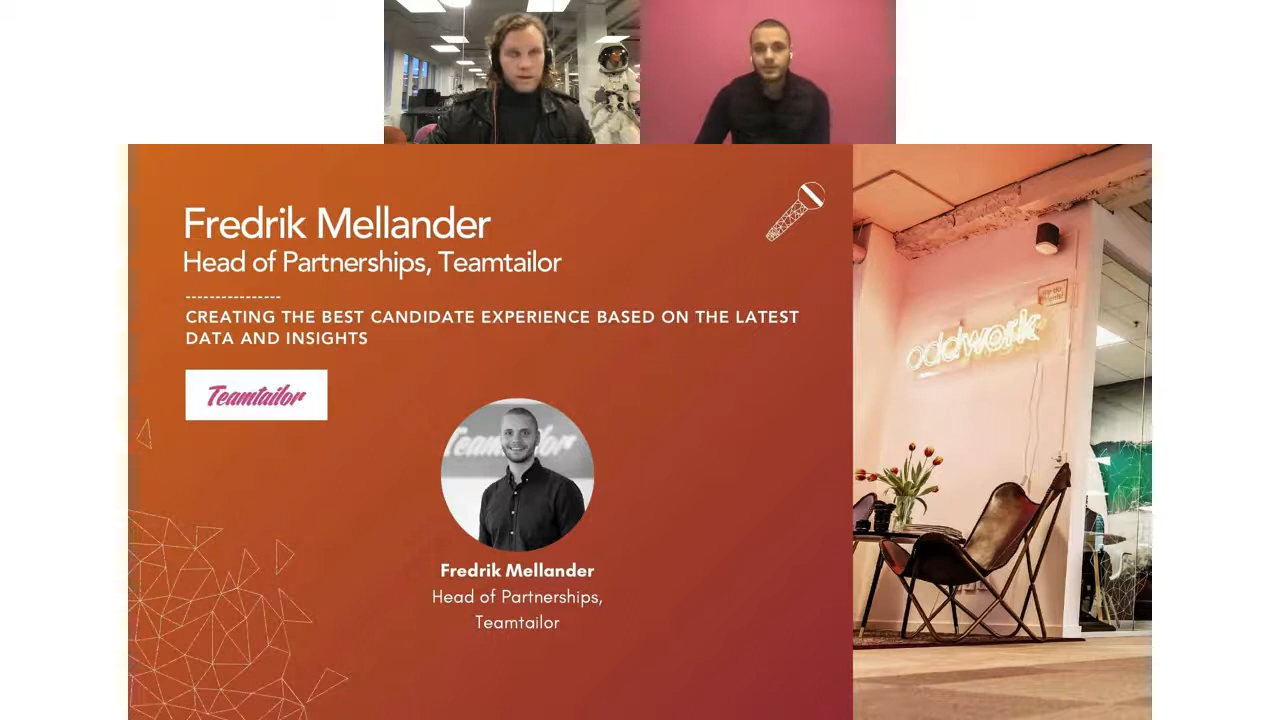 Fredrik Mellander
Head of Partnerships, Teamtailor
----------------
CREATING THE BEST CANDIDATE EXPERIENCE BASED ON THE LATEST
DATA AND INSIGHTS
Teamtailor
oddwork
Fredrik Mellander
Head of Partnerships,
Teamtailor